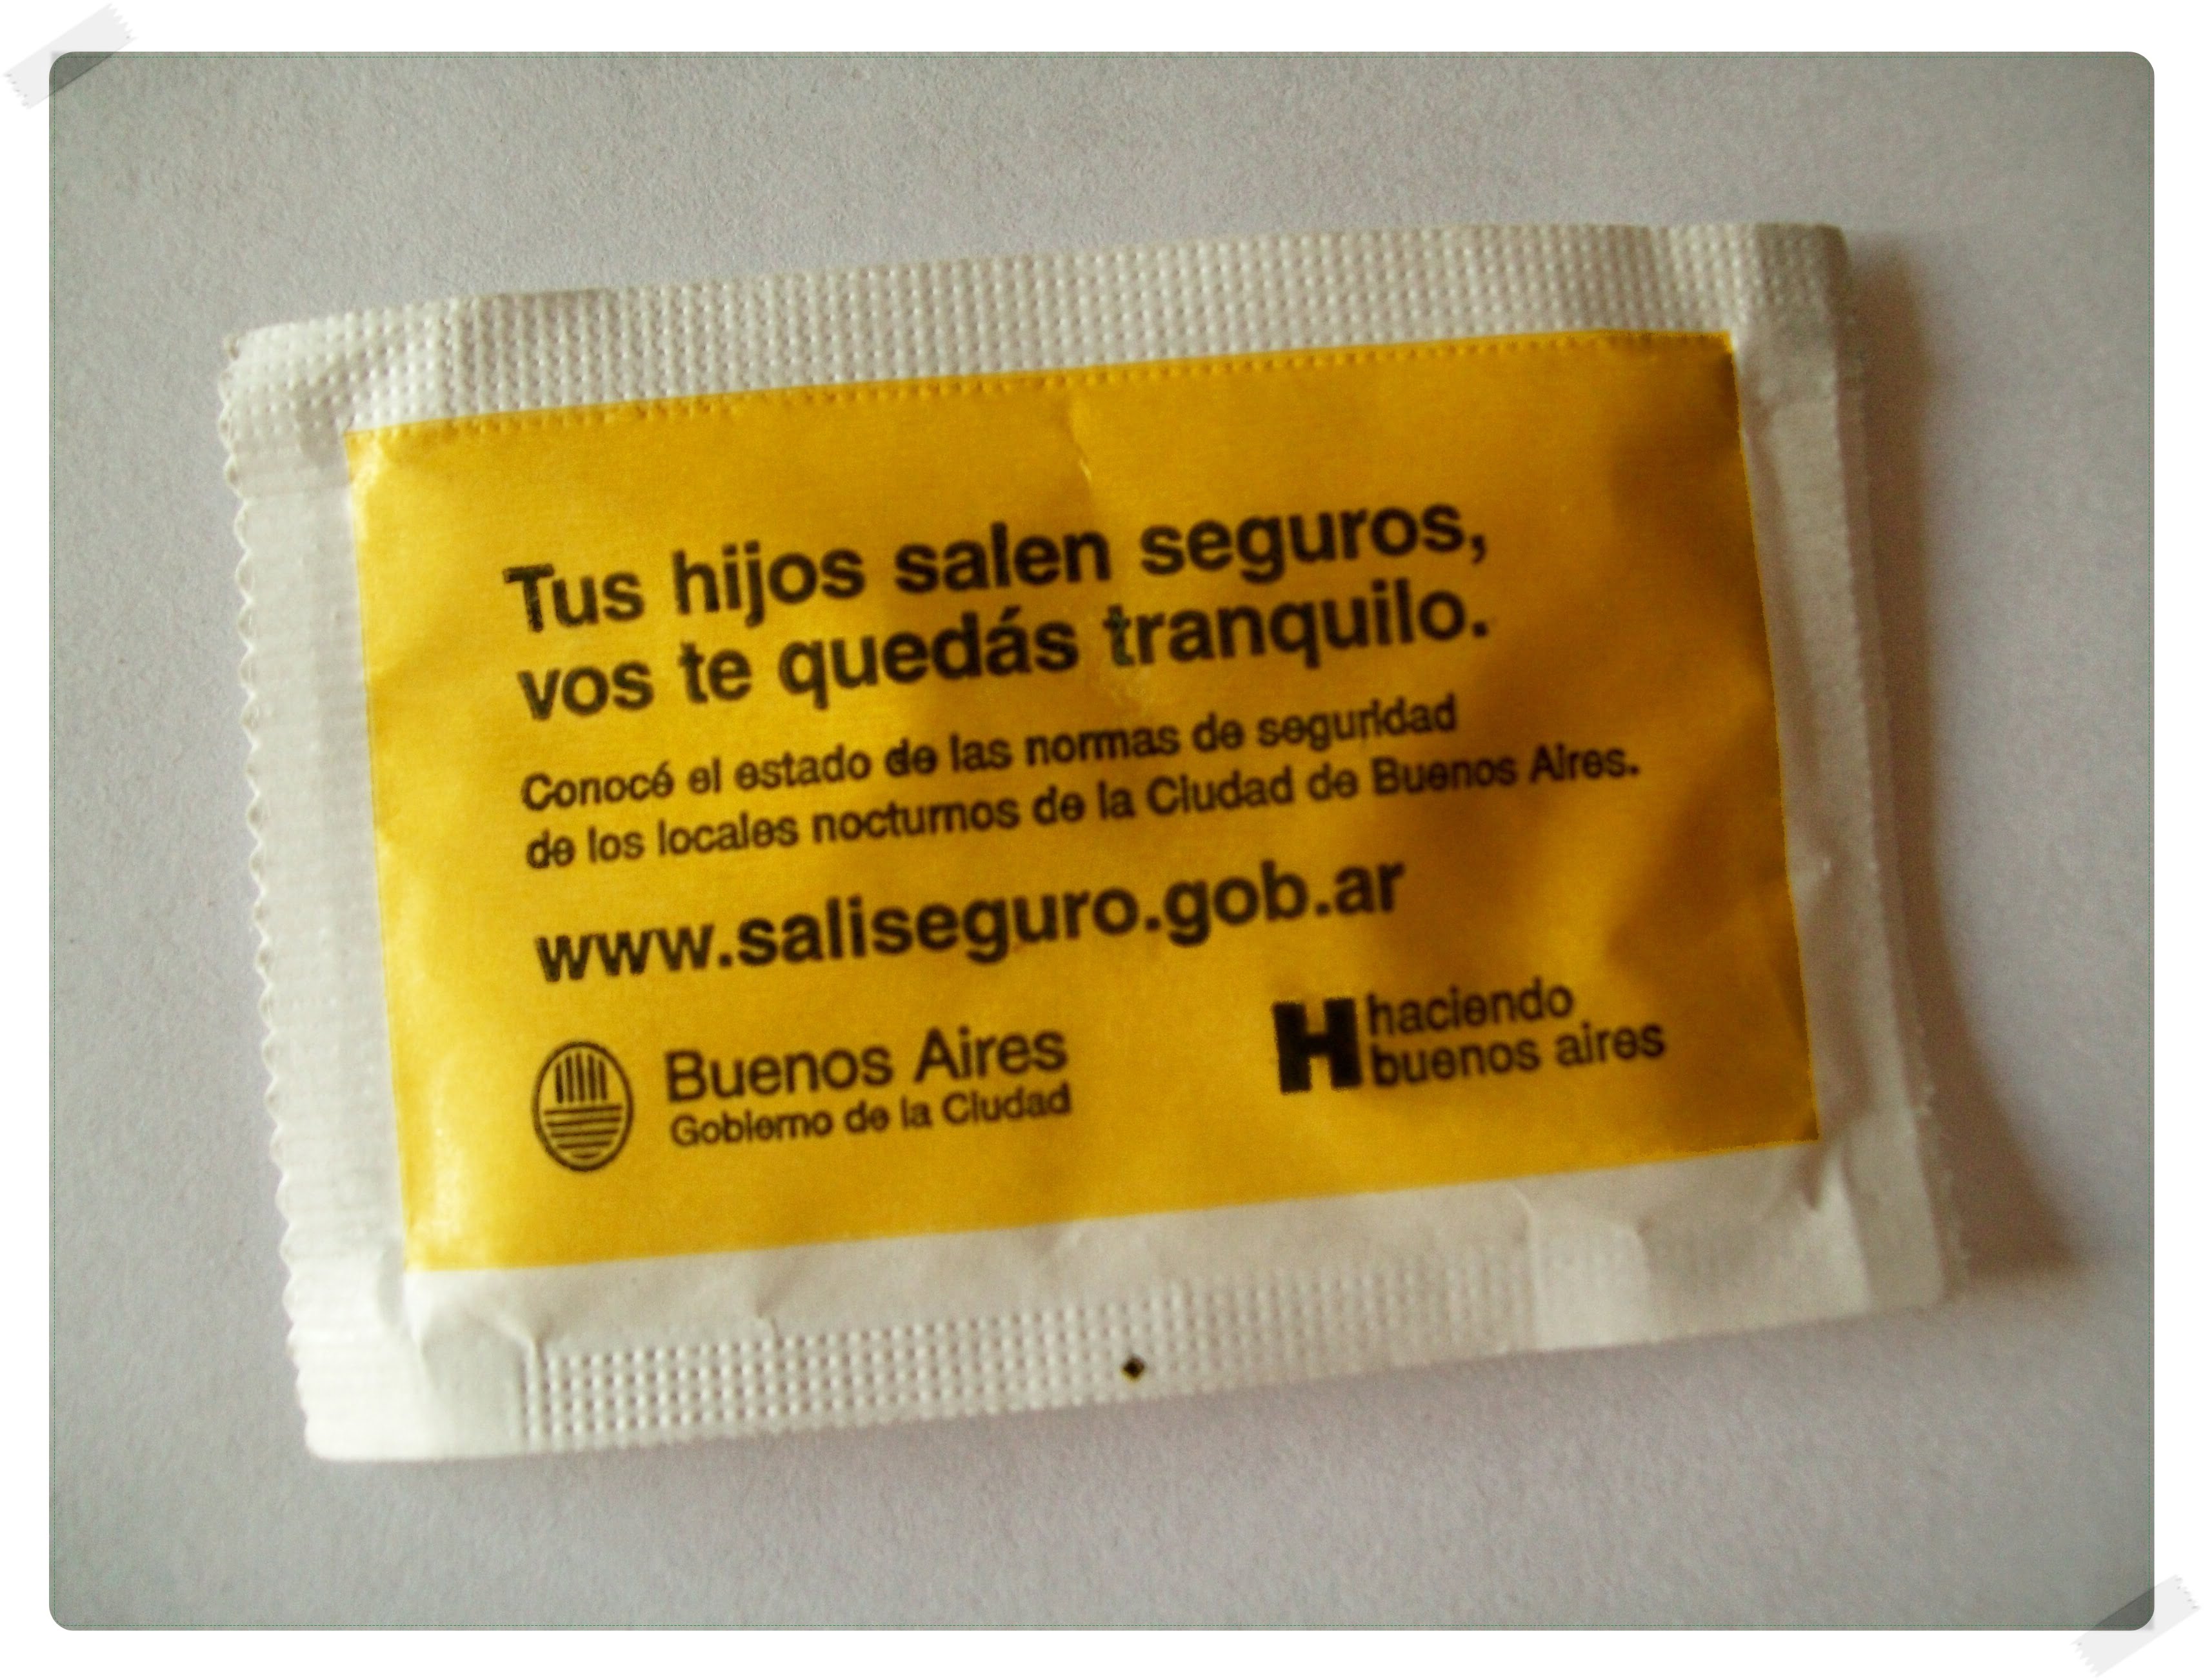 Tus hijos salen seguros,
vos te quedás tranquilo.
Conocé el estado de las normas de seguridad
de los locales nocturnos de la Ciudad de Buenos Aires.
www.saliseguro.gob.ar
Buenos Aires
Gobierno de la Ciudad
H haciendo
buenos aires